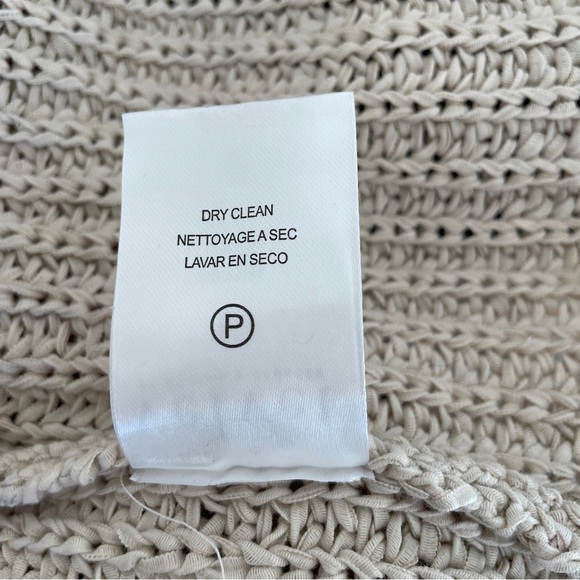 DRY CLEAN
NETTOYAGE A SEC
LAVAR EN SECO
P